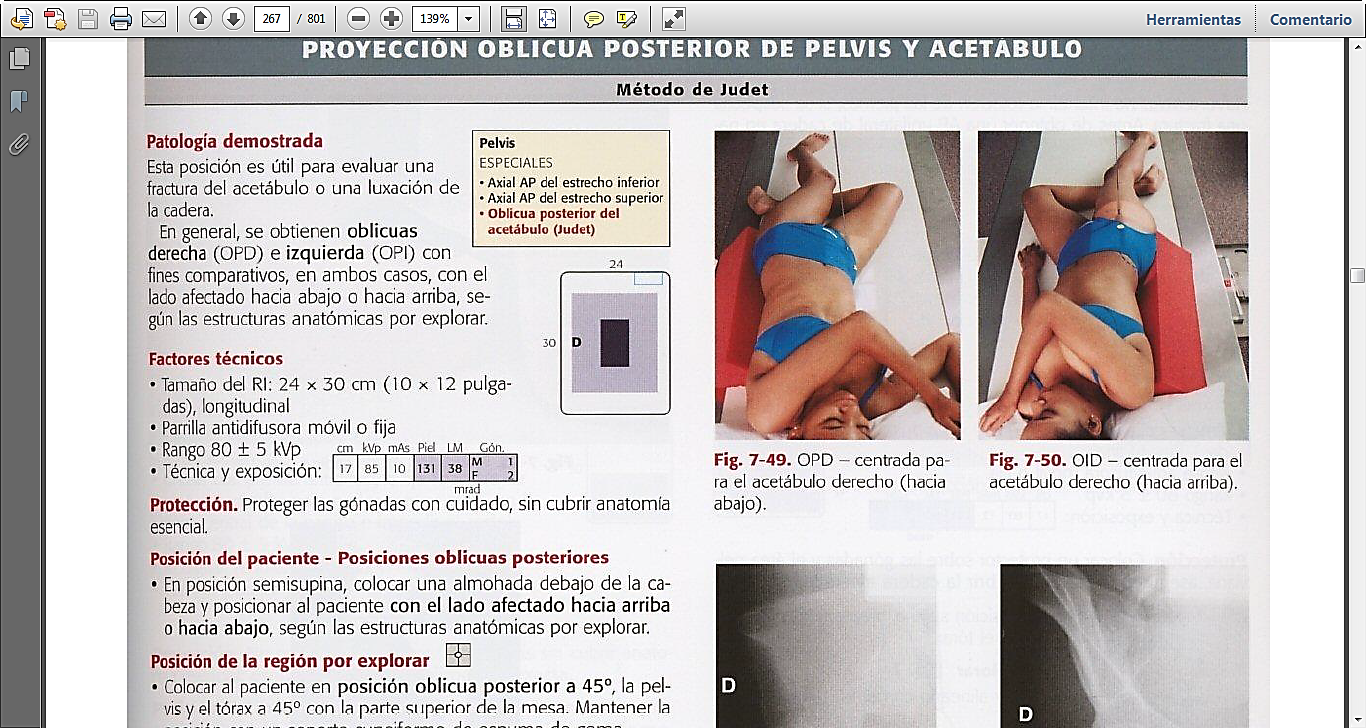 267 / 801
139%
Herramientas
Comentario
PROYECCIÓN OBLICUA POSTERIOR DE PELVIS Y ACETÁBULO
Método de Judet
Patología demostrada
Esta posición es útil para evaluar una
fractura del acetábulo o una luxación de
la cadera.
En general, se obtienen oblicuas
derecha (OPD) e izquierda (OPI) con
fines comparativos, en ambos casos, con el
lado afectado hacia abajo o hacia arriba, se-
gún las estructuras anatómicas por explorar.
Pelvis
ESPECIALES
• Axial AP del estrecho inferior
• Axial AP del estrecho superior
• Oblicua posterior del
acetábulo (Judet)
24
30
D
Factores técnicos
• Tamaño del RI: 24 × 30 cm (10 × 12 pulga-
das), longitudinal
• Parrilla antidifusora móvil o fija
• Rango 80 ± 5 kVp
• Técnica y exposición:
cm kVp mAs Piel LM Gón.
17 85 10 131 38 M 1
F 2
mrad
Protección. Proteger las gónadas con cuidado, sin cubrir anatomía
esencial.
Posición del paciente - Posiciones oblicuas posteriores
• En posición semisupina, colocar una almohada debajo de la ca-
beza y posicionar al paciente con el lado afectado hacia arriba
o hacia abajo, según las estructuras anatómicas por explorar.
Posición de la región por explorar
• Colocar al paciente en posición oblicua posterior a 45º, la pel-
vis y el tórax a 45º con la parte superior de la mesa. Mantener la
Fig. 7-49. OPD – centrada pa-
ra el acetábulo derecho (hacia
abajo).
Fig. 7-50. OID – centrada para el
acetábulo derecho (hacia arriba).
D
D